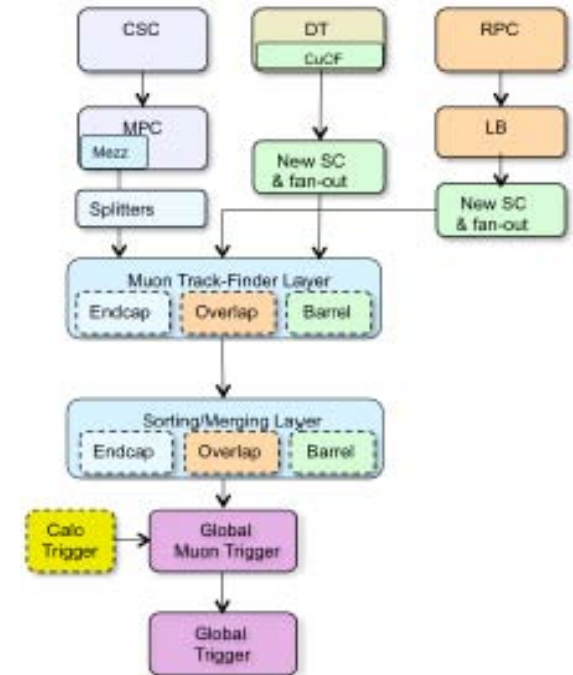 CSC
DT
CuOF
RPC
MPC
Mezz
LB
New SC
& fan-out
Splitters
New SC
& fan-out
Muon Track-Finder Layer
Endcap
Overlap
Barrel
Sorting/Merging Layer
Endcap
Overlap
Barrel
Calo
Trigger
Global
Muon Trigger
Global
Trigger